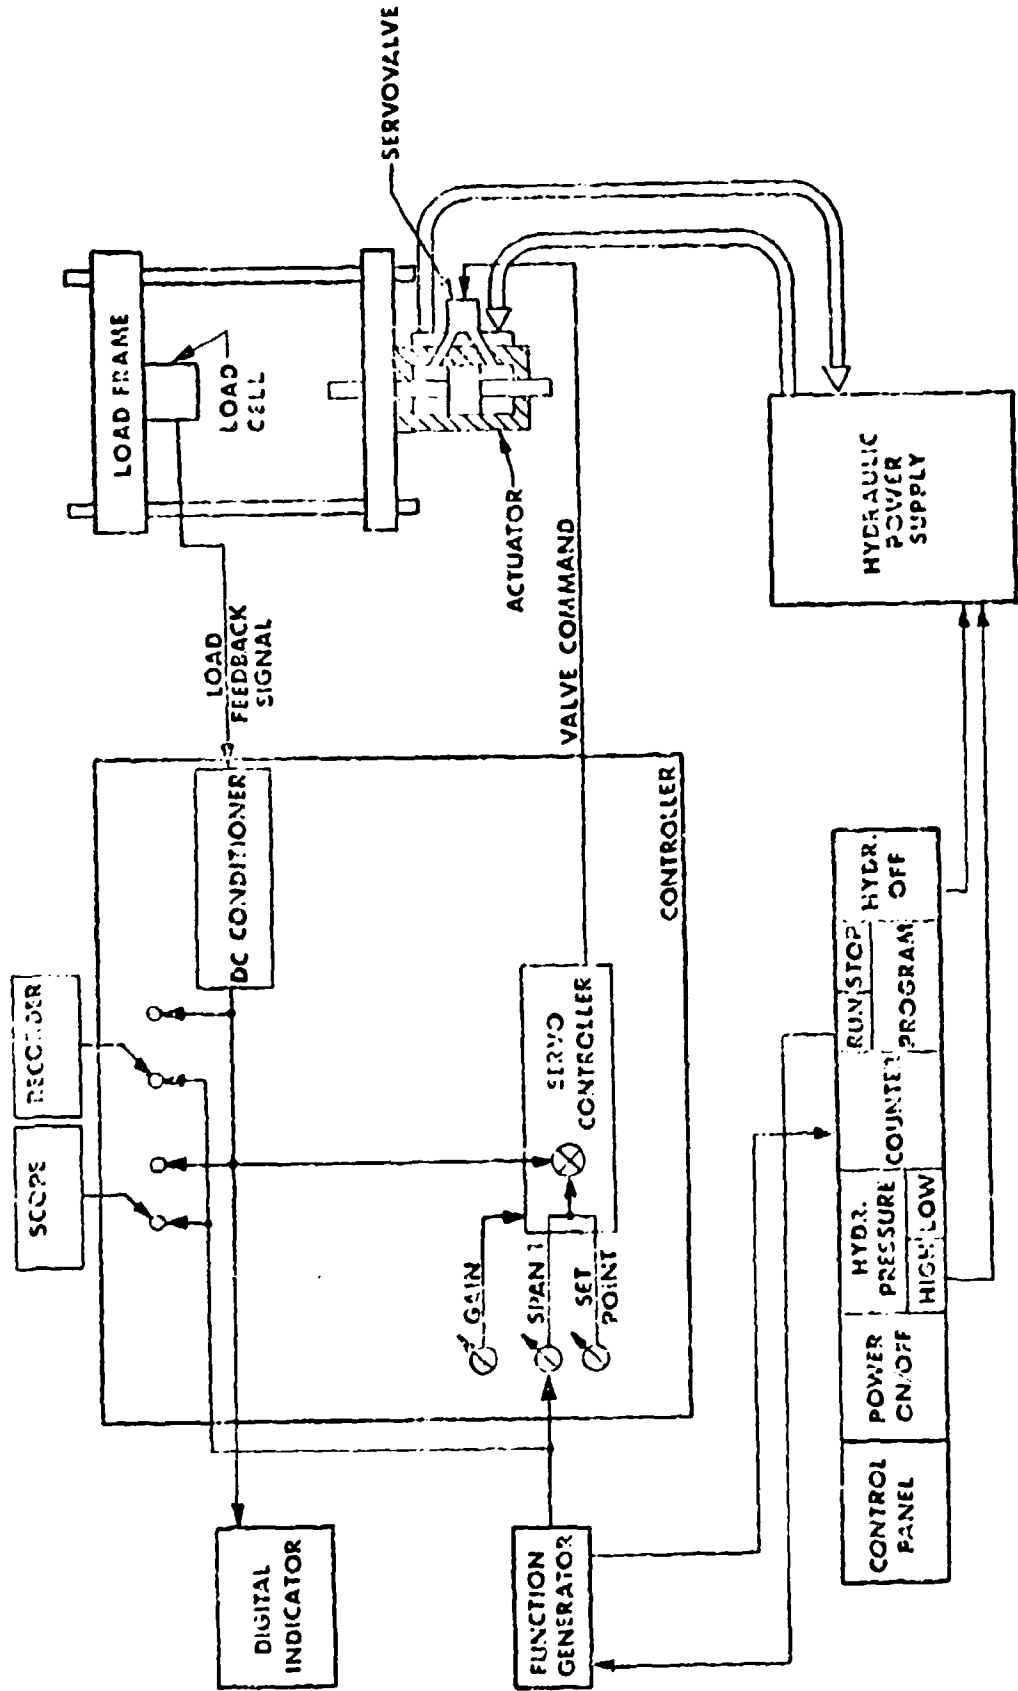 SCOPE
RECORDER
LOAD FRAME
LOAD
CELL
SERVOVALVE
LOAD
FEEDBACK
SIGNAL
DC CONDITIONER
ACTUATOR
VALVE COMMAND
DIGITAL
INDICATOR
GAIN
SPAN 1
SET
POINT
SERVO
CONTROLLER
CONTROLLER
FUNCTION
GENERATOR
HYDRAULIC
POWER
SUPPLY
CONTROL
PANEL
POWER
ON/OFF
HYDR.
PRESSURE
HIGH
LOW
COUNTER
RUN
STOP
PROGRAM
HYDR.
OFF